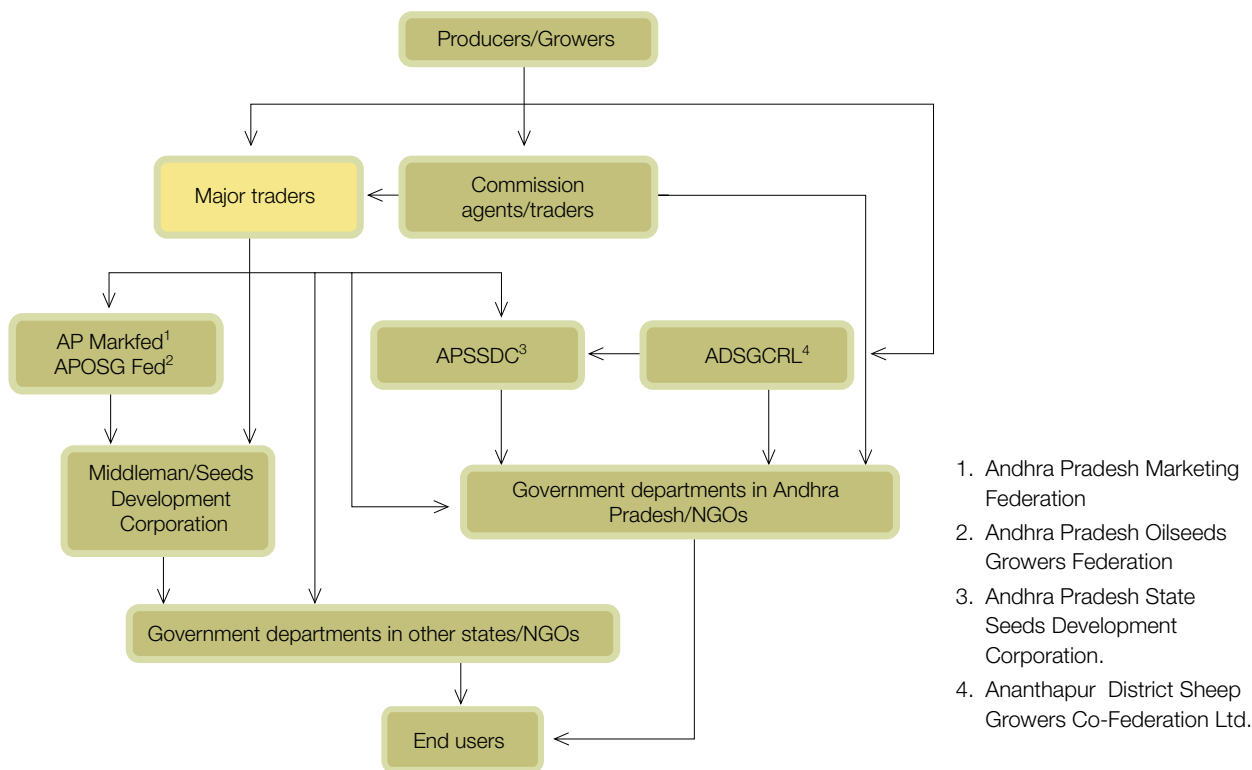 Producers/Growers
Major traders
Commission
agents/traders
AP Markfed¹
APOSG Fed²
APSSDC³
ADSGCRL⁴
Middleman/Seeds
Development
Corporation
Government departments in Andhra
Pradesh/NGOs
Government departments in other states/NGOs
End users
1. Andhra Pradesh Marketing
Federation
2. Andhra Pradesh Oilseeds
Growers Federation
3. Andhra Pradesh State
Seeds Development
Corporation.
4. Ananthapur District Sheep
Growers Co-Federation Ltd.